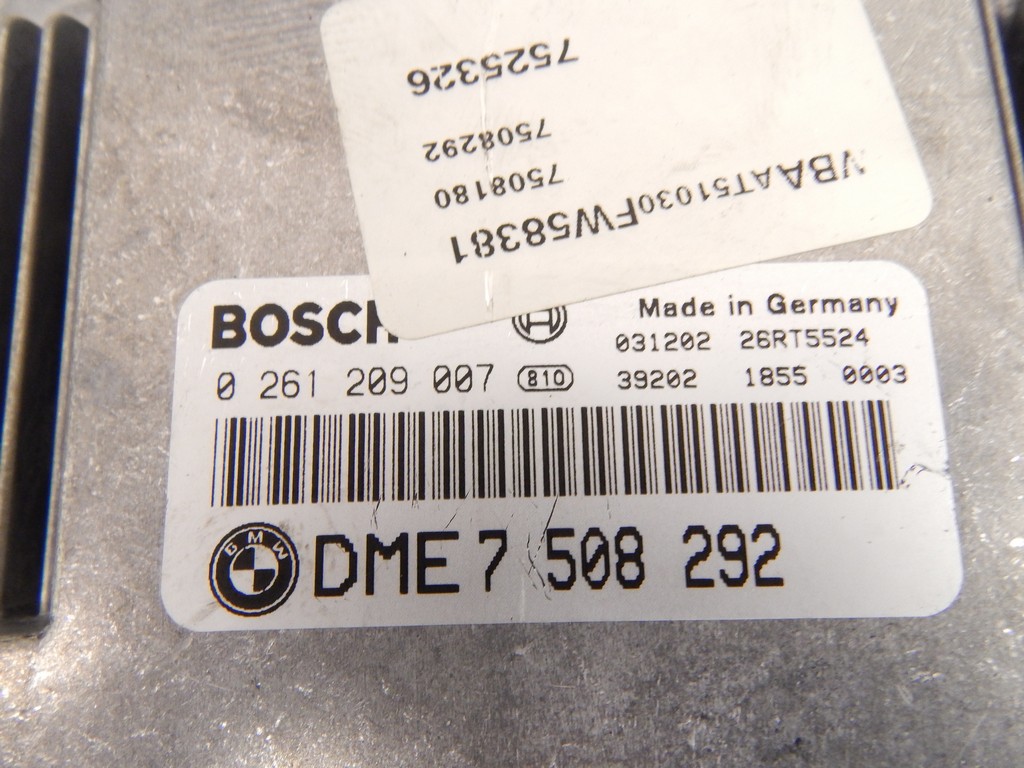 WBAAT51030FW58381
7508180
7508292
7525326
BOSCH
Made in Germany
031202 26RT5524
0 261 209 007 810 39202 1855 0003
BMW DME 7 508 292